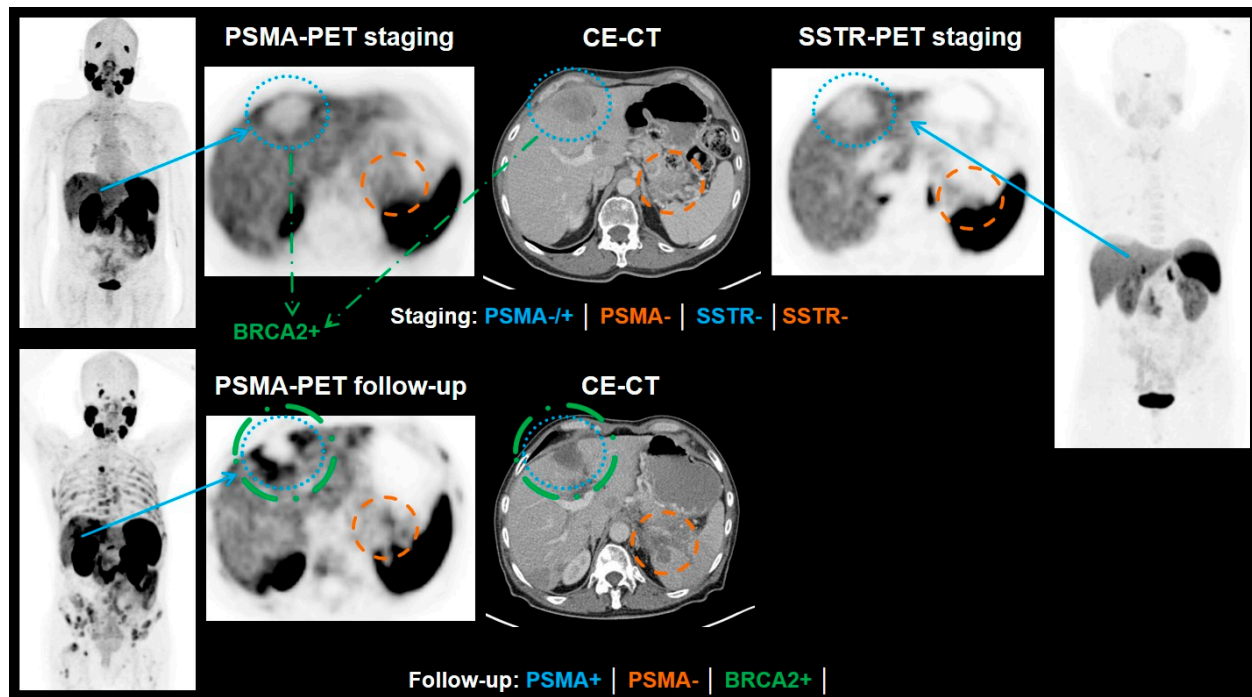 PSMA-PET staging
CE-CT
SSTR-PET staging
BRCA2+
Staging: PSMA-/+ | PSMA- | SSTR- | SSTR-
PSMA-PET follow-up
CE-CT
Follow-up: PSMA+ | PSMA- | BRCA2+ |